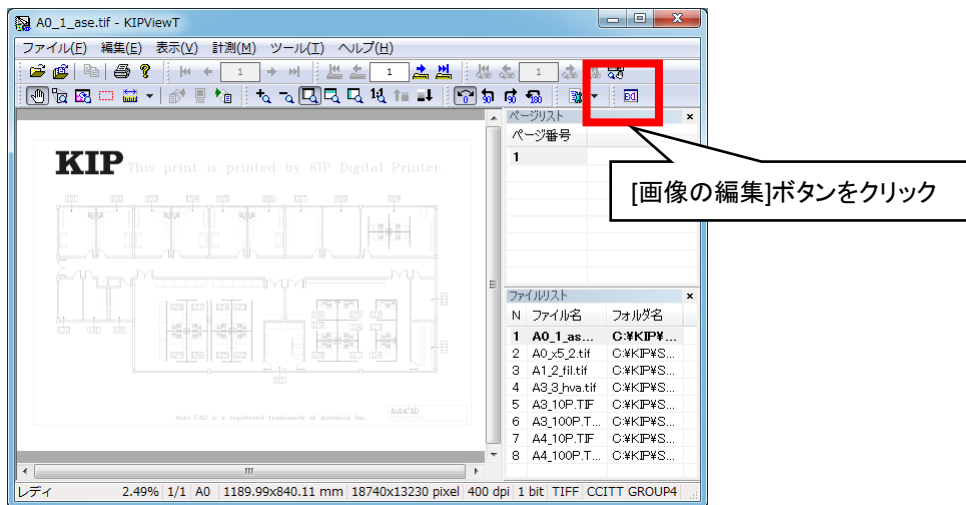 A0_1_ase.tif - KIPViewT
ファイル(F) 編集(E) 表示(V) 計測(M) ツール(T) ヘルプ(H)
1 1 1
ページリスト
ページ番号
1
KIP This print is printed by KIP Digital Printer.
[画像の編集]ボタンをクリック
Auto CAD is a registered trademark of Autodesk Inc. AutoCAD
ファイルリスト
N ファイル名 フォルダ名
1 A0_1_as... C:¥KIP¥...
2 A0_x5_2.tif C:¥KIP¥S...
3 A1_2_fil.tif C:¥KIP¥S...
4 A3_3_hva.tif C:¥KIP¥S...
5 A3_10P.TIF C:¥KIP¥S...
6 A3_100P.T... C:¥KIP¥S...
7 A4_10P.TIF C:¥KIP¥S...
8 A4_100P.T... C:¥KIP¥S...
レディ 2.49% 1/1 A0 1189.99x840.11 mm 18740x13230 pixel 400 dpi 1 bit TIFF CCITT GROUP4